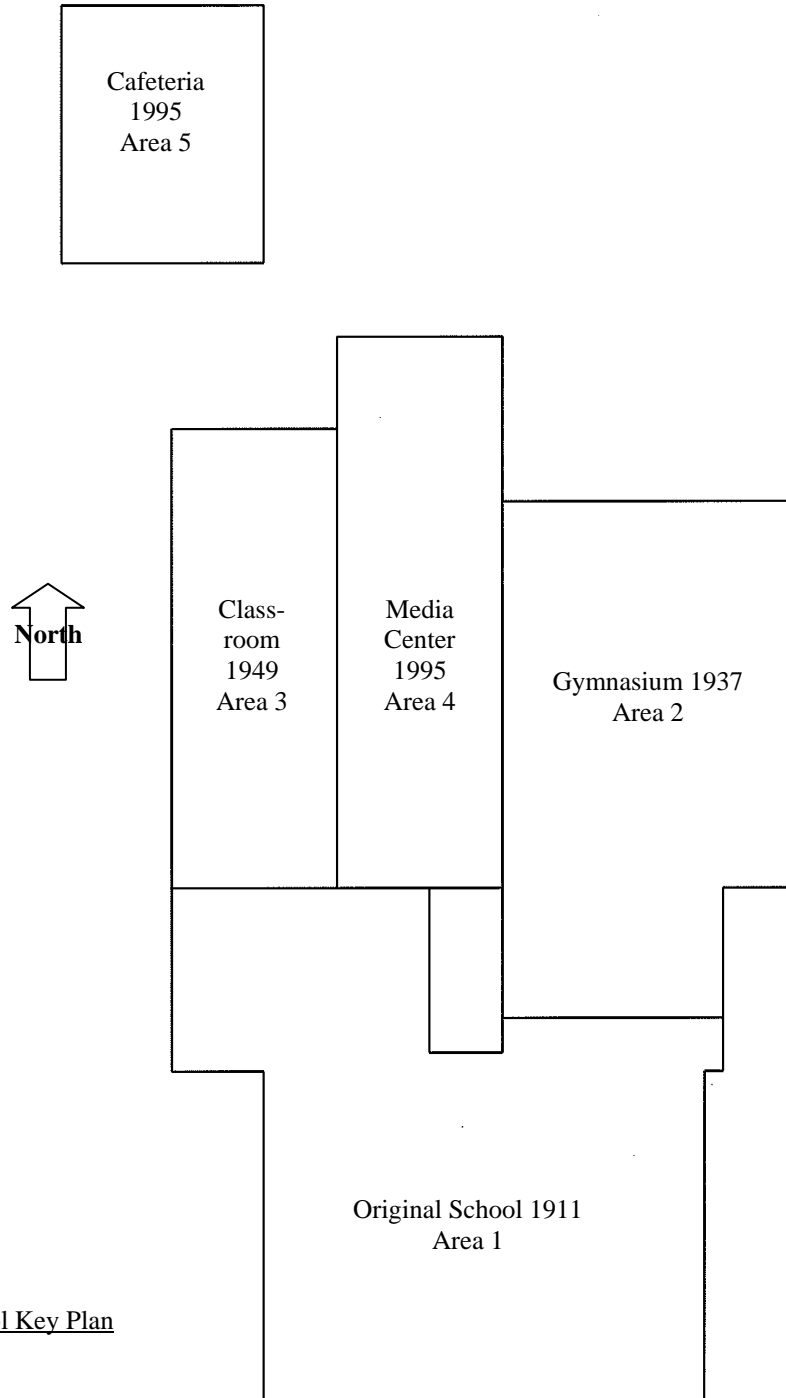 Cafeteria
1995
Area 5
North
Class-
room
1949
Area 3
Media
Center
1995
Area 4
Gymnasium 1937
Area 2
Original School 1911
Area 1
l Key Plan